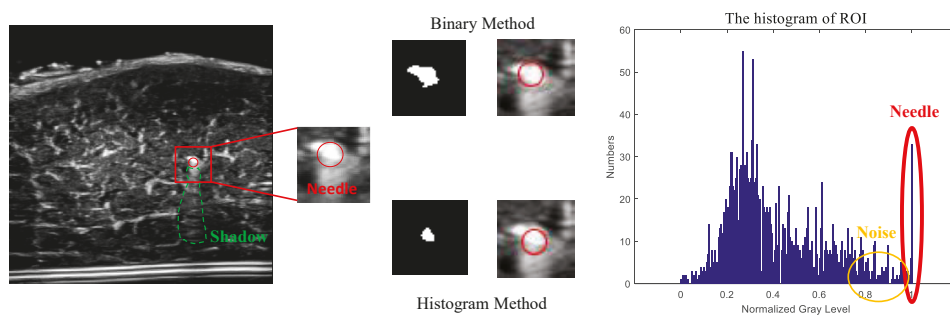 Binary Method
Needle
Shadow
Histogram Method
The histogram of ROI
60
50
40
30
20
10
0
Numbers
Needle
Noise
0
0.2
0.4
0.6
0.8
1
Normalized Gray Level